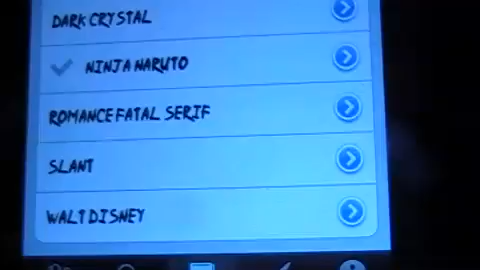 DARK CRYSTAL
NINJA NARUTO
ROMANCE FATAL SERIF
SLANT
WALT DISNEY